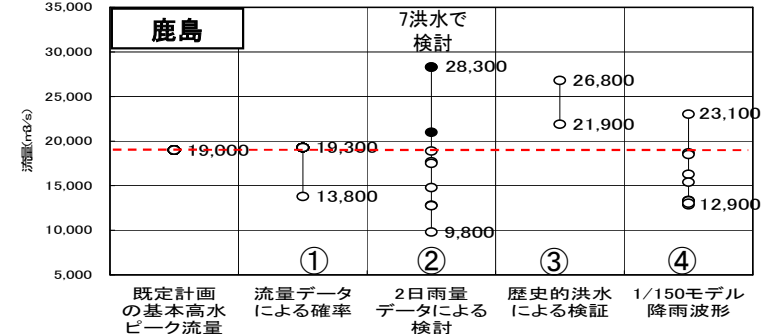 35,000
30,000
25,000
20,000
15,000
10,000
5,000
流量(m3/s)
鹿島
7洪水で
検討
28,300
26,800
23,100
21,900
19,000
19,300
13,800
12,900
9,800
①
②
③
④
既定計画
の基本高水
ピーク流量
流量データ
による確率
2日雨量
データによる
検討
歴史的洪水
による検証
1/150モデル
降雨波形